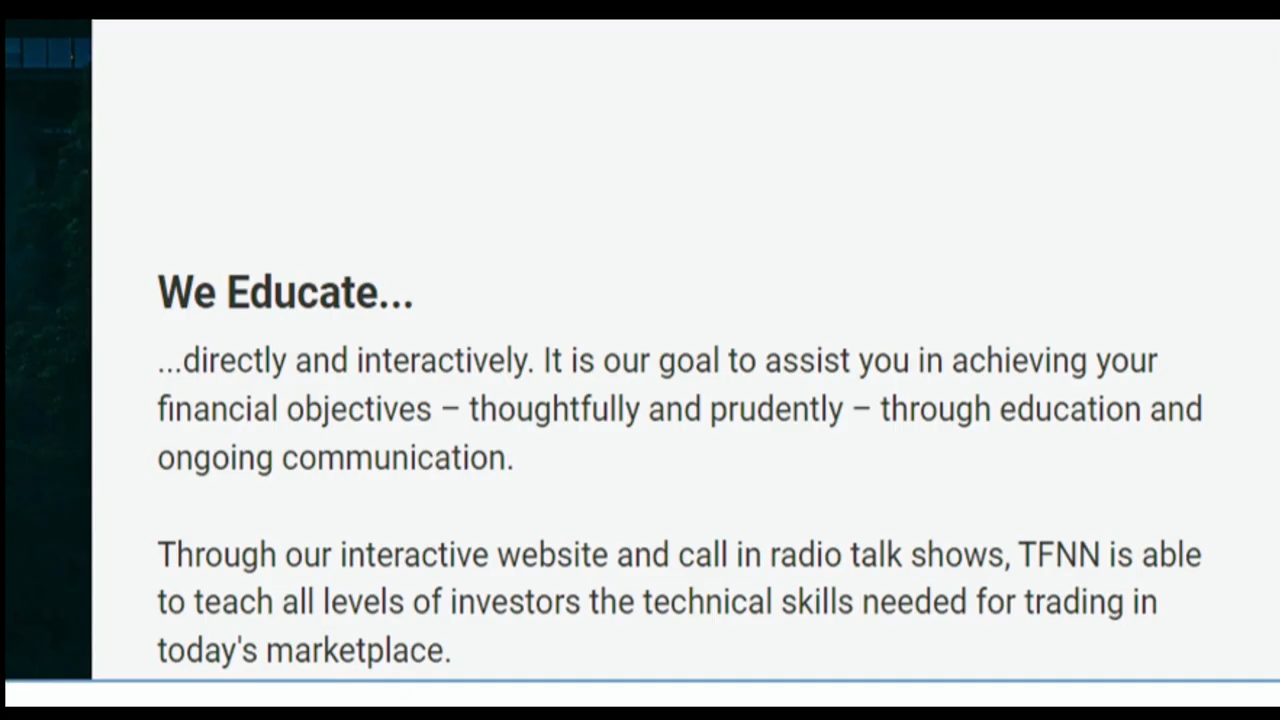 We Educate...
...directly and interactively. It is our goal to assist you in achieving your
financial objectives – thoughtfully and prudently – through education and
ongoing communication.
Through our interactive website and call in radio talk shows, TFNN is able
to teach all levels of investors the technical skills needed for trading in
today's marketplace.